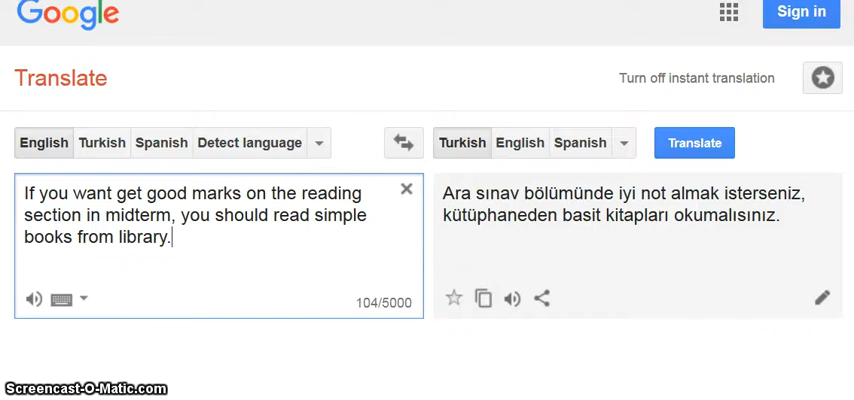 Google
Sign in
Translate
Turn off instant translation
English Turkish Spanish Detect language
Turkish English Spanish Translate
If you want get good marks on the reading
section in midterm, you should read simple
books from library.
104/5000
Ara sınav bölümünde iyi not almak isterseniz,
kütüphaneden basit kitapları okumalısınız.
Screencast-O-Matic.com